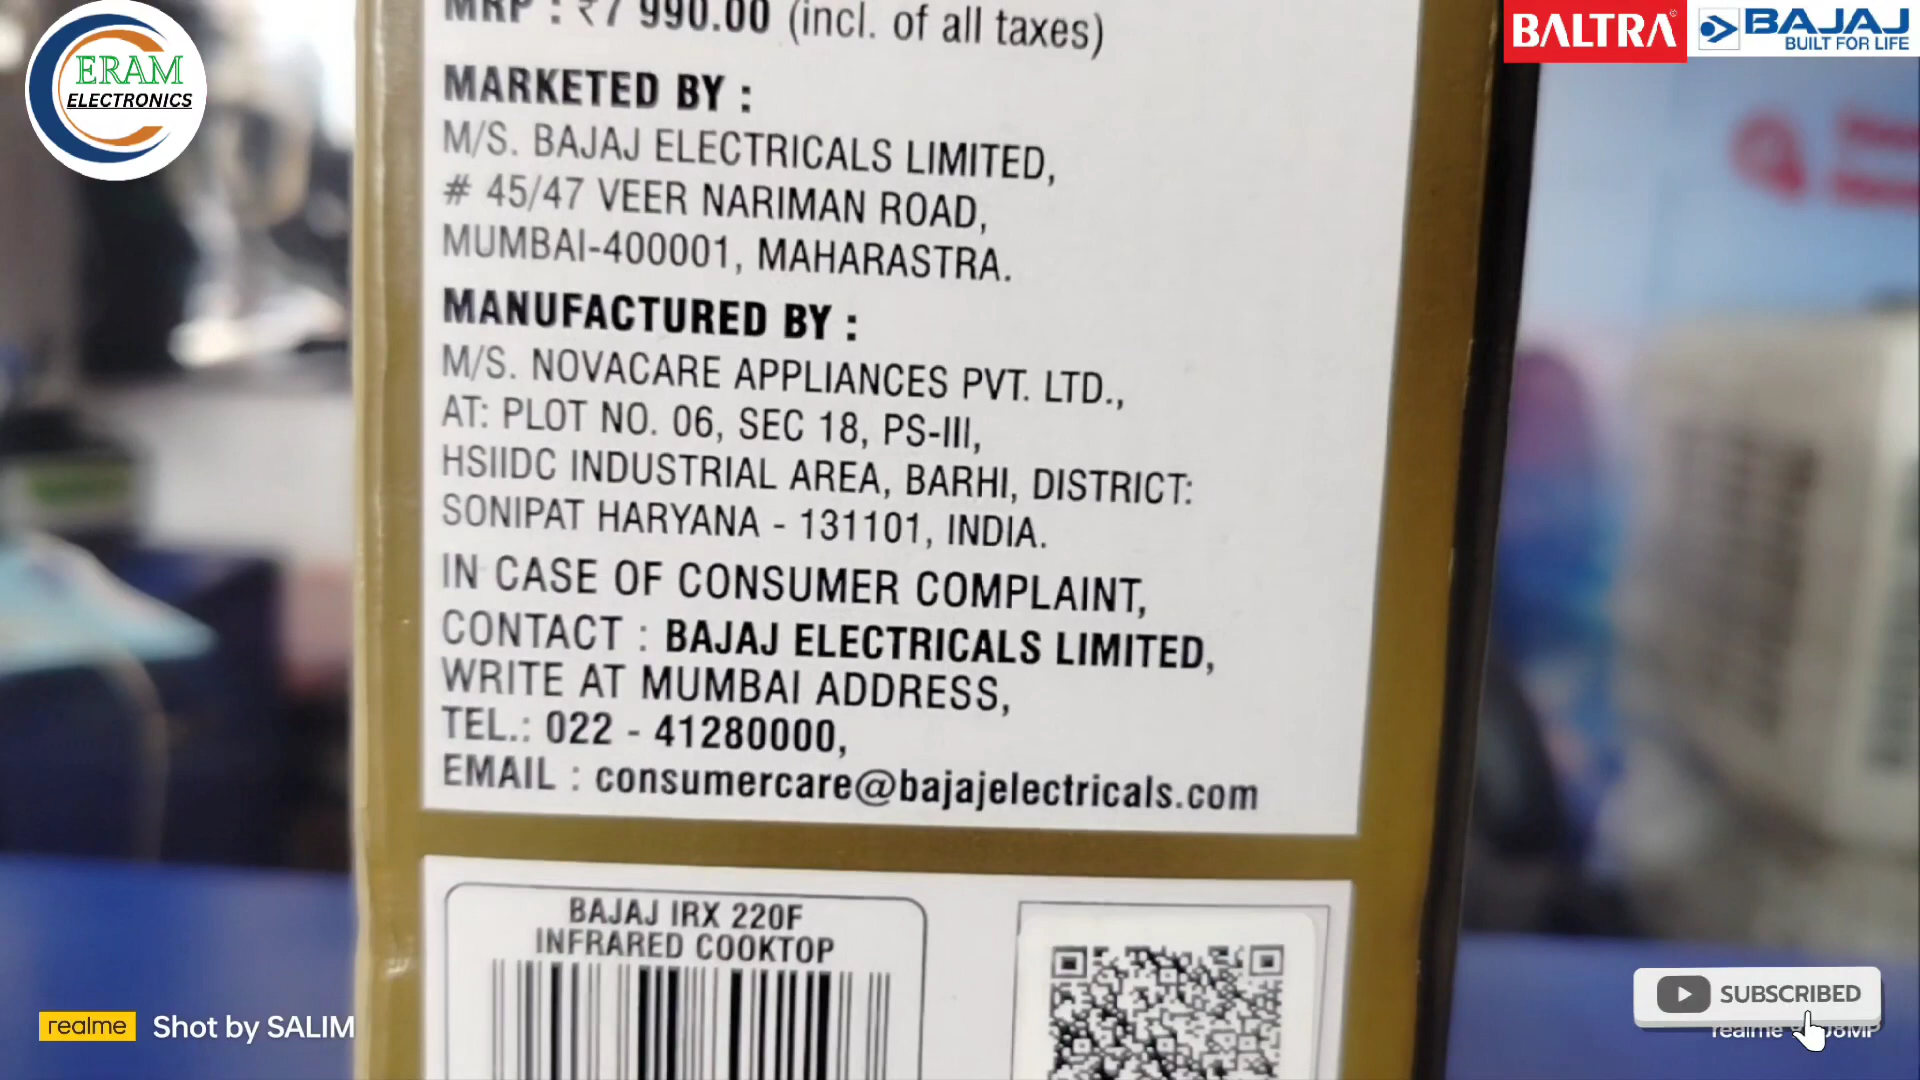 ERAM
ELECTRONICS
BALTRA
BAJAJ
BUILT FOR LIFE
MRP : ₹7 990.00 (incl. of all taxes)
MARKETED BY :
M/S. BAJAJ ELECTRICALS LIMITED,
# 45/47 VEER NARIMAN ROAD,
MUMBAI-400001, MAHARASTRA.
MANUFACTURED BY :
M/S. NOVACARE APPLIANCES PVT. LTD.,
AT: PLOT NO. 06, SEC 18, PS-III,
HSIIDC INDUSTRIAL AREA, BARHI, DISTRICT:
SONIPAT HARYANA - 131101, INDIA.
IN CASE OF CONSUMER COMPLAINT,
CONTACT : BAJAJ ELECTRICALS LIMITED,
WRITE AT MUMBAI ADDRESS,
TEL.: 022 - 41280000,
EMAIL : consumercare@bajajelectricals.com
BAJAJ IRX 220F
INFRARED COOKTOP
realme Shot by SALIM
SUBSCRIBED
realme